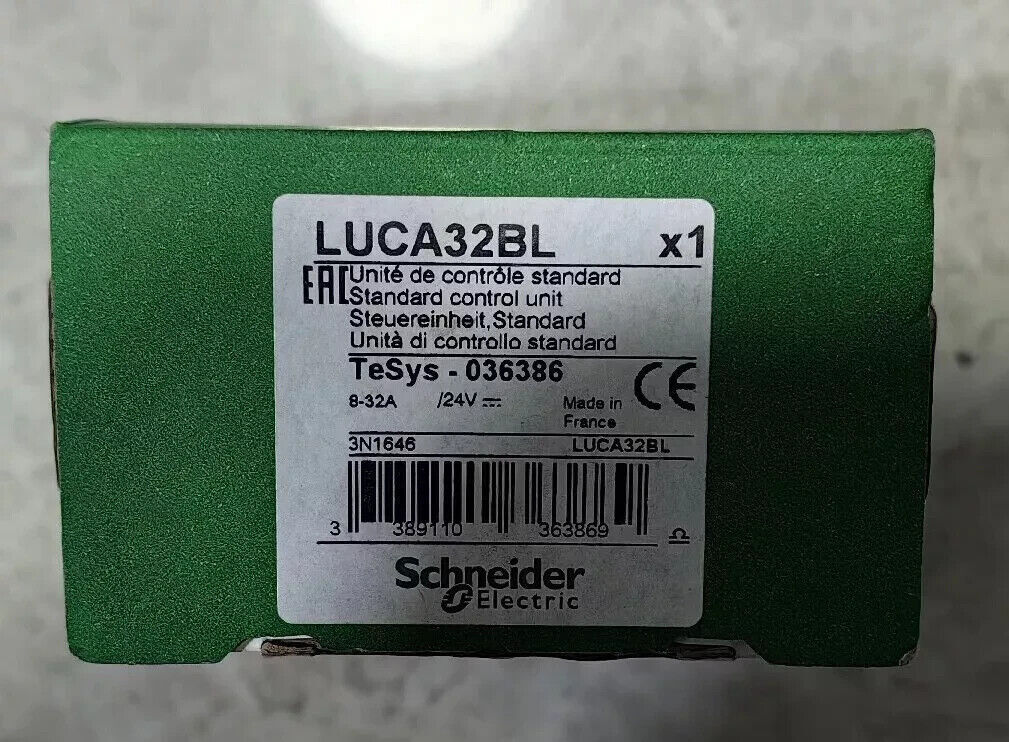 LUCA32BL x1
EAC Unité de contrôle standard
Standard control unit
Steuereinheit,Standard
Unità di controllo standard
TeSys - 036386
CE
8-32A /24V ⎓ Made in
France
3N1646 LUCA32BL
3 389110 363869
Schneider
Electric